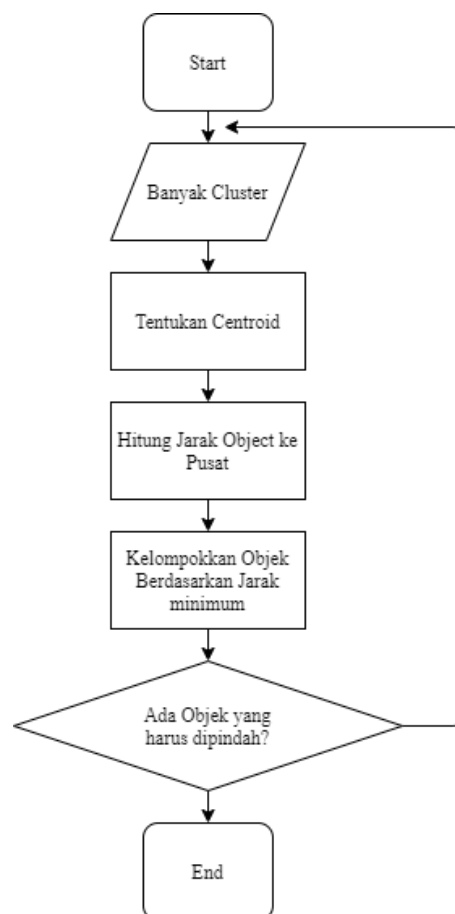 Start
Banyak Cluster
Tentukan Centroid
Hitung Jarak Object ke
Pusat
Kelompokkan Objek
Berdasarkan Jarak
minimum
Ada Objek yang
harus dipindah?
End